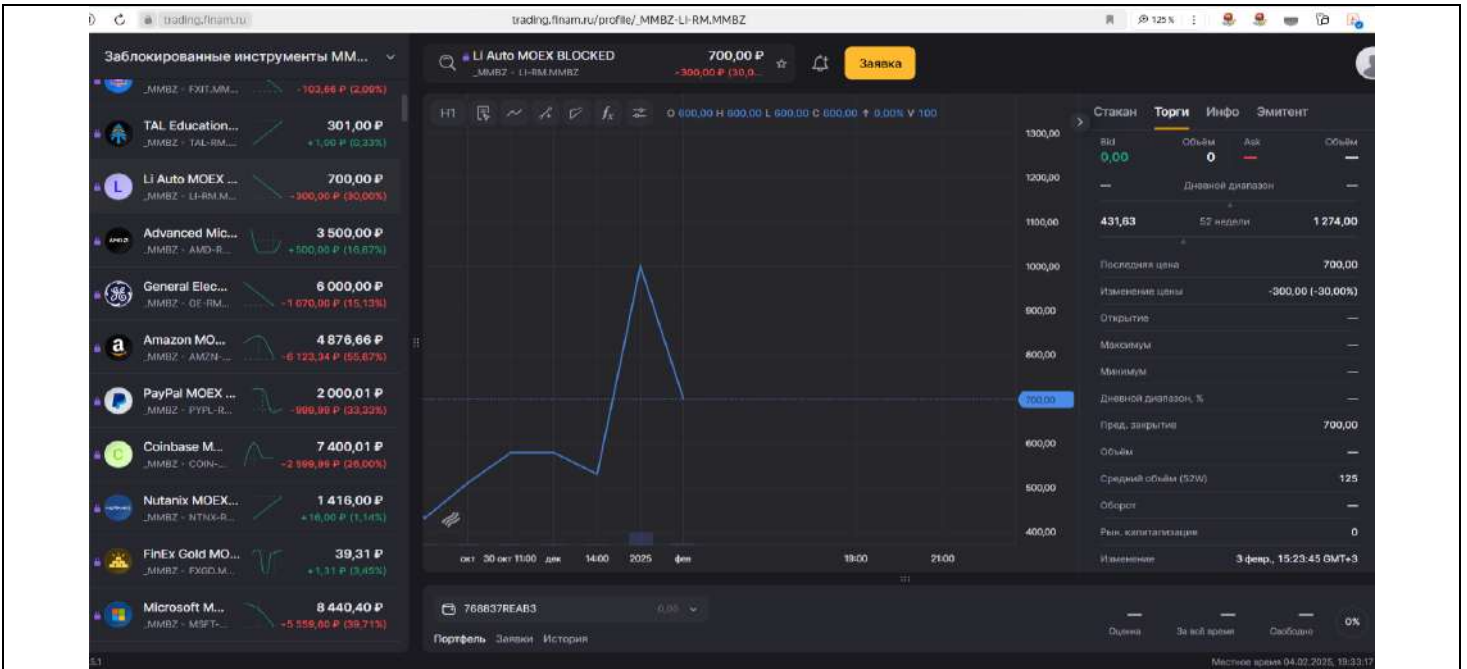 trading.finam.ru
trading.finam.ru/profile/_MMBZ-LI-RM.MMBZ
125 %
Заблокированные инструменты MM...
Li Auto MOEX BLOCKED
_MMBZ · LI-RM.MMBZ
700,00 ₽
-300,00 ₽ (30,0...
Заявка
_MMBZ · FXIT.MM...
-103,66 ₽ (2,09%)
TAL Education...
301,00 ₽
_MMBZ · TAL-RM....
+1,00 ₽ (0,33%)
Li Auto MOEX ...
700,00 ₽
_MMBZ · LI-RM.M...
-300,00 ₽ (30,00%)
Advanced Mic...
3 500,00 ₽
_MMBZ · AMD-R...
+500,00 ₽ (16,67%)
General Elec...
6 000,00 ₽
_MMBZ · GE-RM...
-1 070,00 ₽ (15,13%)
Amazon MO...
4 876,66 ₽
_MMBZ · AMZN-...
-6 123,34 ₽ (55,67%)
PayPal MOEX ...
2 000,01 ₽
_MMBZ · PYPL-R...
-999,99 ₽ (33,33%)
Coinbase M...
7 400,01 ₽
_MMBZ · COIN-...
-2 599,99 ₽ (26,00%)
Nutanix MOEX...
1 416,00 ₽
_MMBZ · NTNX-R...
+16,00 ₽ (1,14%)
FinEx Gold MO...
39,31 ₽
_MMBZ · FXGD.M...
+1,31 ₽ (3,45%)
Microsoft M...
8 440,40 ₽
_MMBZ · MSFT-...
-5 559,60 ₽ (39,71%)
H1
O 600,00 H 600,00 L 600,00 C 600,00 ↑ 0,00% V 100
1300,00
1200,00
1100,00
1000,00
900,00
800,00
700,00
600,00
500,00
400,00
окт 30 окт 11:00 дек 14:00 2025 фев 19:00 21:00
Стакан Торги Инфо Эмитент
Bid Объём Ask Объём
0,00 0 — —
— Дневной диапазон —
431,63 52 недели 1 274,00
Последняя цена 700,00
Изменение цены -300,00 (-30,00%)
Открытие —
Максимум —
Минимум —
Дневной диапазон, % —
Пред. закрытие 700,00
Объём —
Средний объём (52W) 125
Оборот —
Рын. капитализация 0
Изменение 3 февр., 15:23:45 GMT+3
768837REAB3 0,00
Портфель Заявки История
— — — 0%
Оценка За всё время Свободно
5.1
Местное время 04.02.2025, 19:33:17